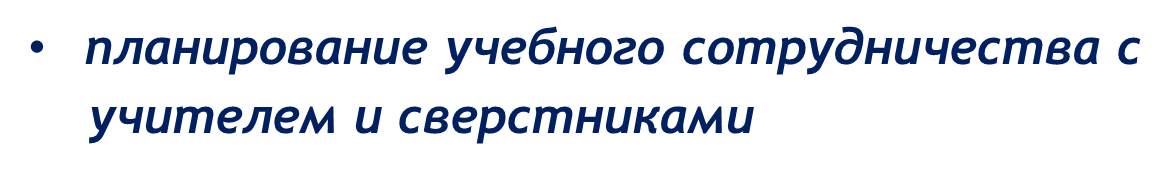 • планирование учебного сотрудничества с
учителем и сверстниками